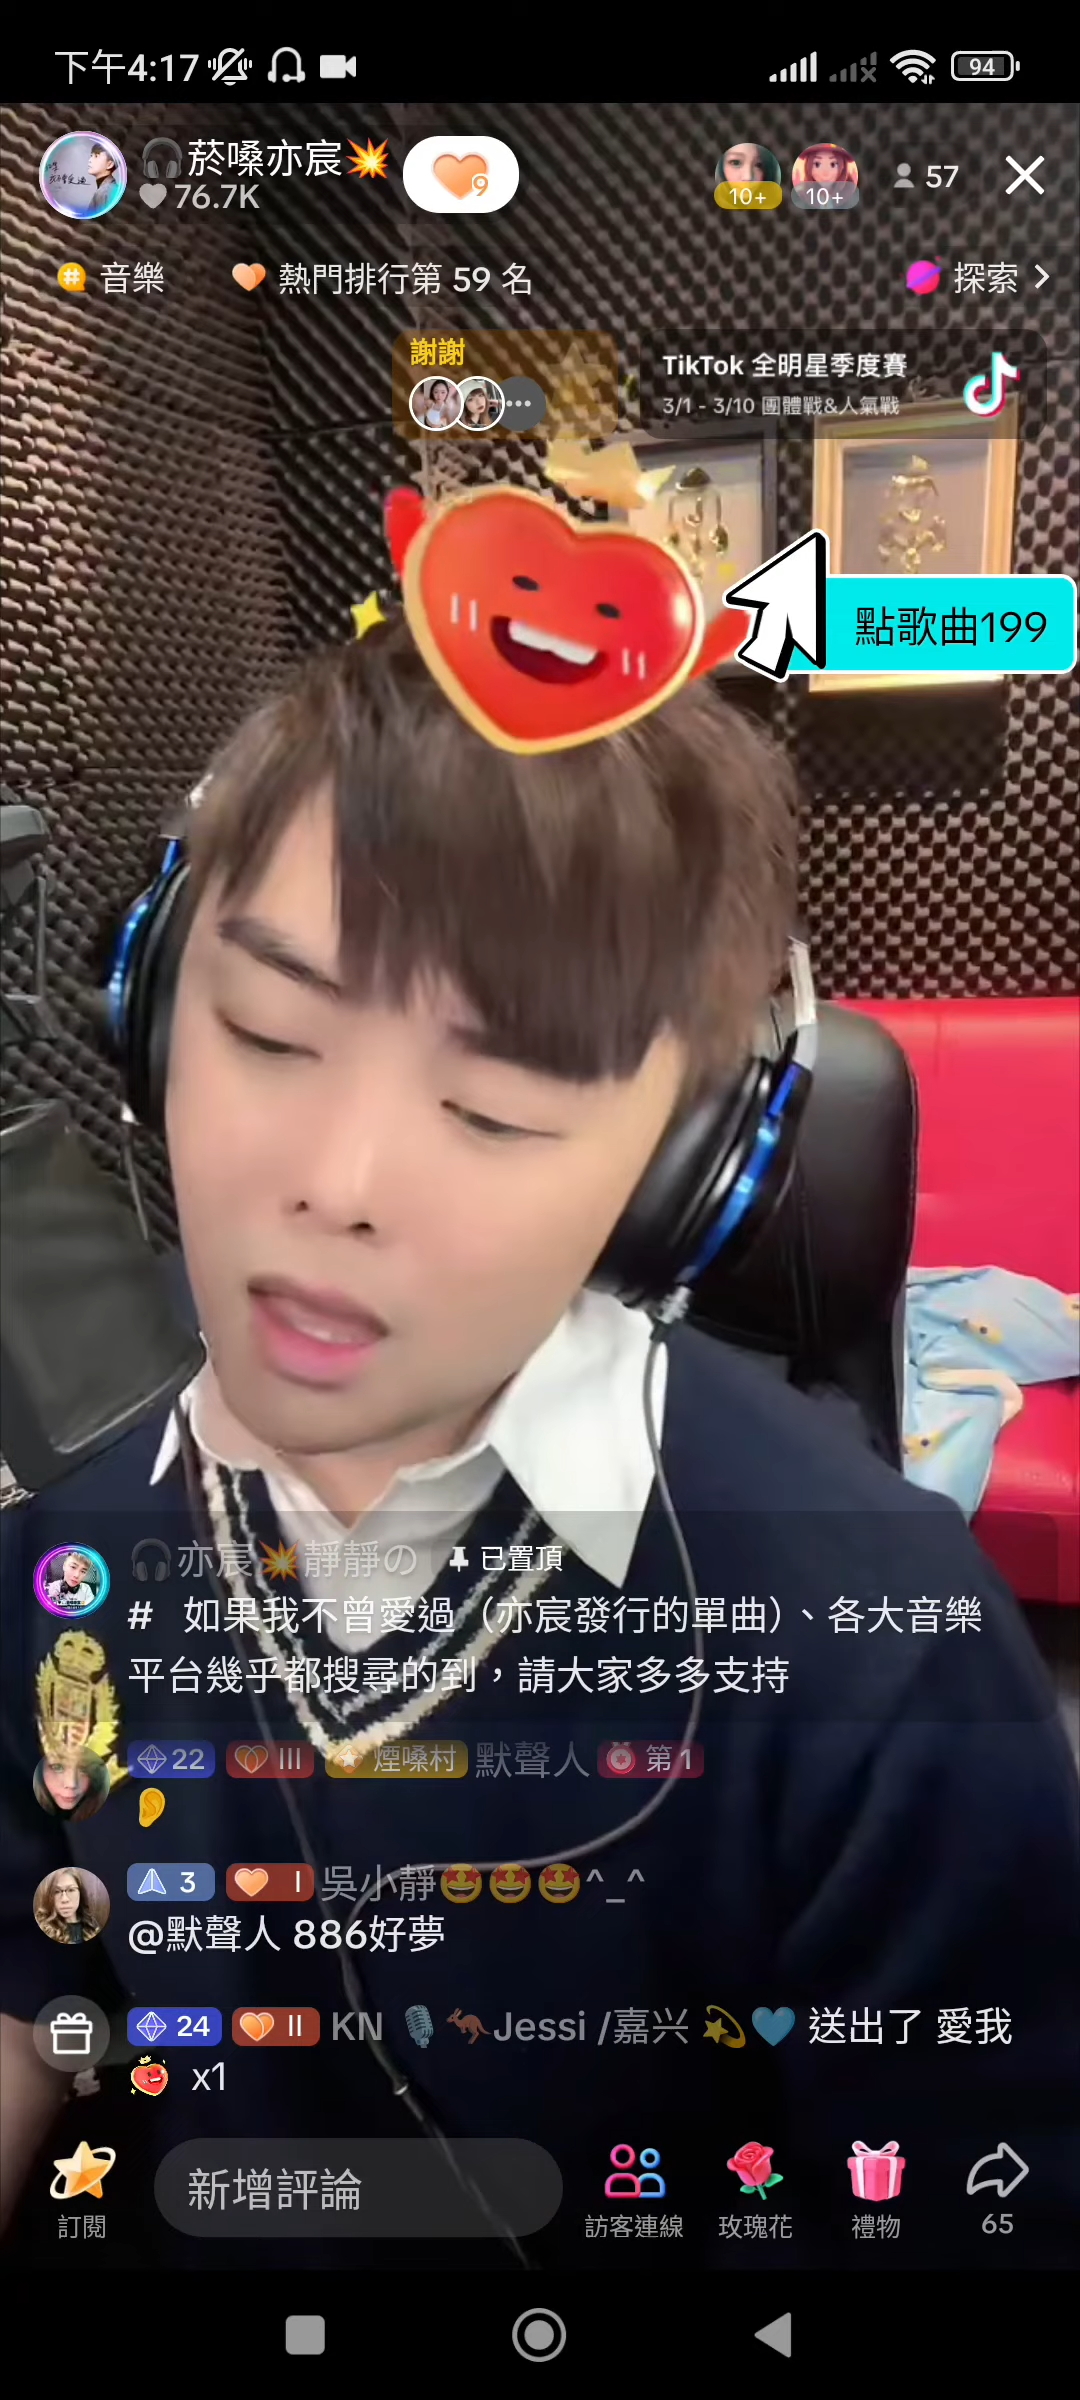 下午4:17
94
🎧菸嗓亦宸💥
76.7K
9
10+
10+
57
音樂
熱門排行第 59 名
探索
謝謝
TikTok 全明星季度賽
3/1 - 3/10 團體戰&人氣戰
點歌曲199
🎧亦宸💥靜靜の 已置頂
# 如果我不曾愛過（亦宸發行的單曲）、各大音樂
平台幾乎都搜尋的到，請大家多多支持
22 III 煙嗓村 默聲人 第 1
👂
3 I 吳小靜🤩🤩🤩^_^
@默聲人 886好夢
24 II KN 🎙️🦘Jessi /嘉兴 💫🩵 送出了 愛我
x1
新增評論
訂閱
訪客連線
玫瑰花
禮物
65